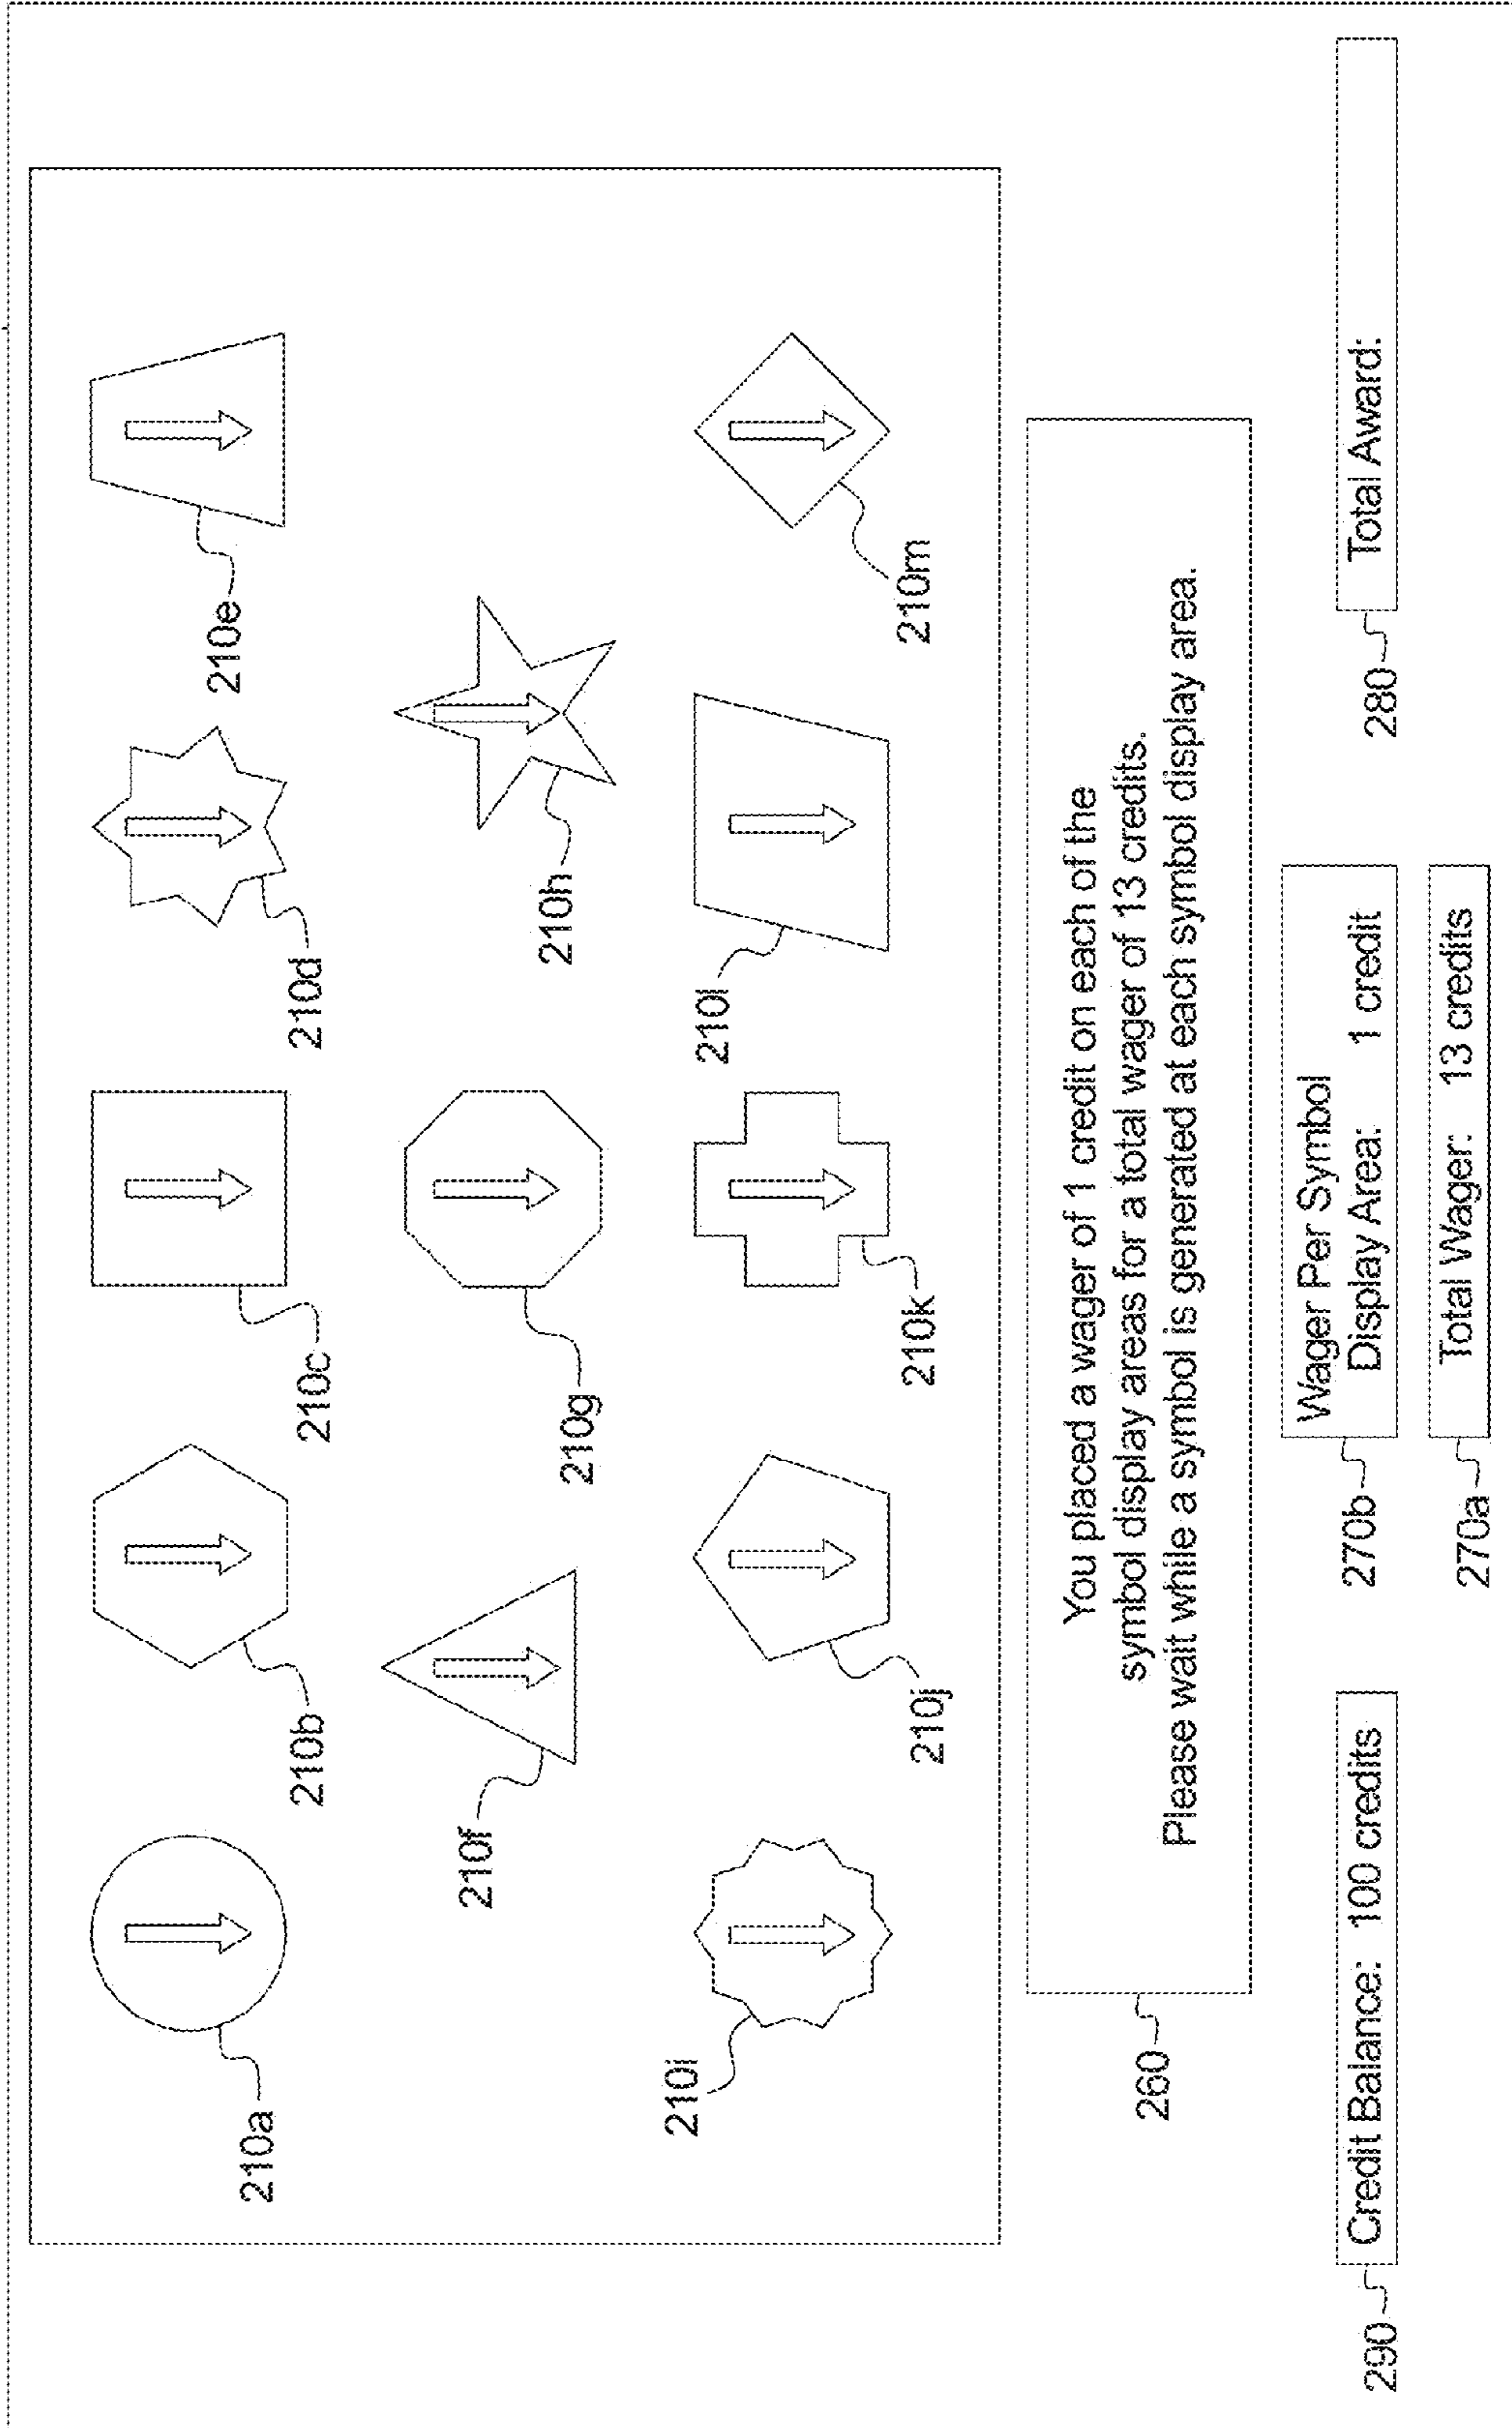 210a
210b
210c
210d
210e
210f
210g
210h
210i
210j
210k
210l
210m
You placed a wager of 1 credit on each of the
symbol display areas for a total wager of 13 credits.
Please wait while a symbol is generated at each symbol display area.
260
290
Credit Balance: 100 credits
270b
Wager Per Symbol
Display Area: 1 credit
280
Total Award:
270a
Total Wager: 13 credits